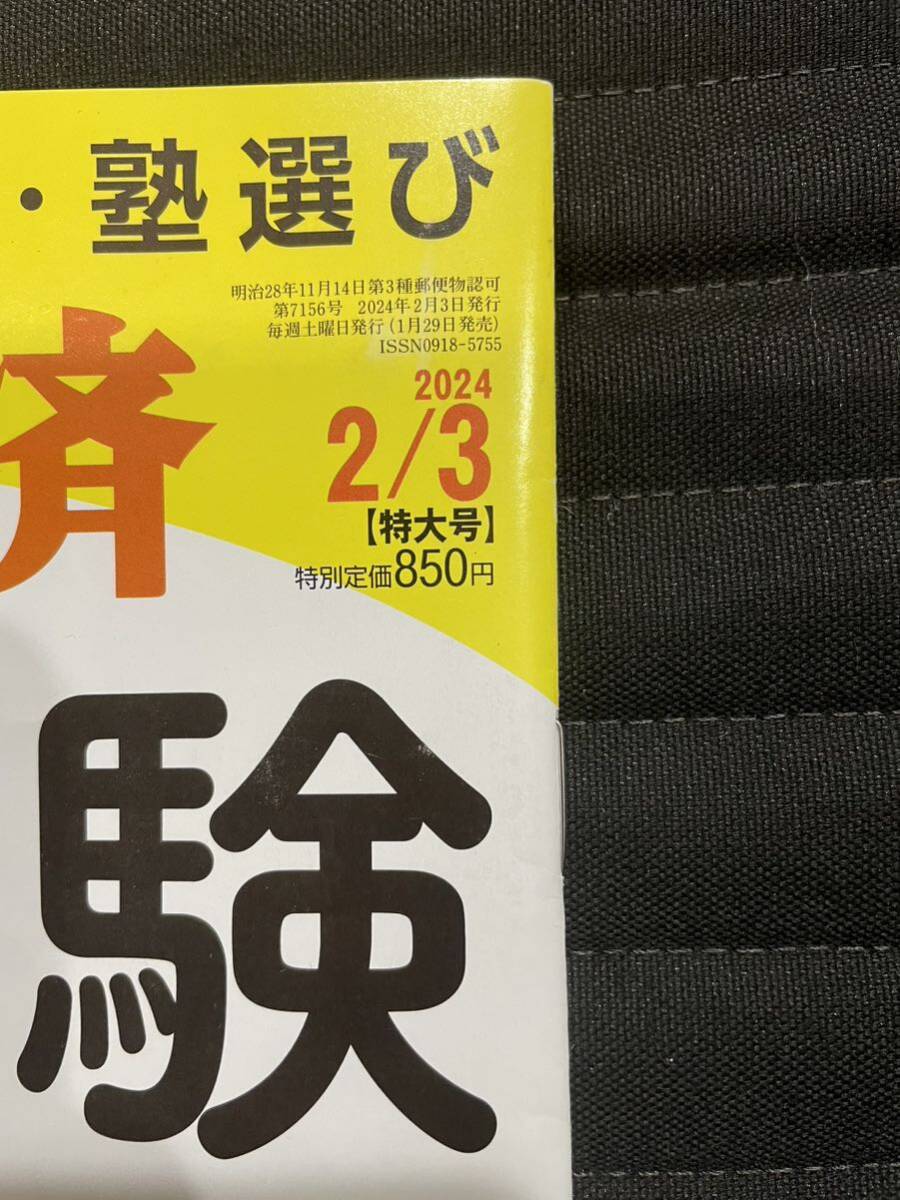 ・塾選び
明治28年11月14日第3種郵便物認可
第7156号 2024年2月3日発行
毎週土曜日発行(1月29日発売)
ISSN0918-5755
済
2024
2/3
【特大号】
特別定価850円
験